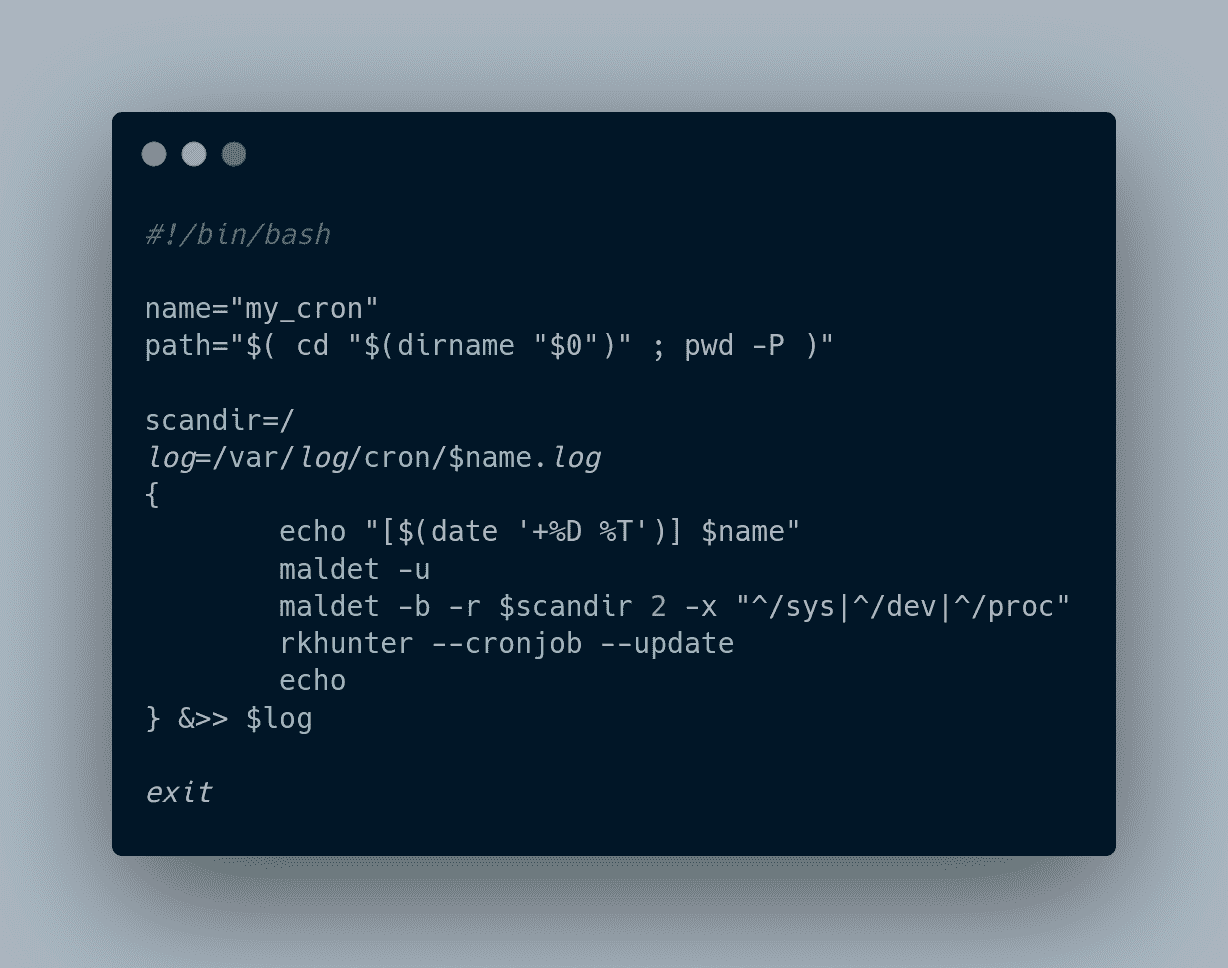 #!/bin/bash
name="my_cron"
path="$( cd "$(dirname "$0")" ; pwd -P )"
scandir=/
log=/var/log/cron/$name.log
{
echo "[$(date '+%D %T')] $name"
maldet -u
maldet -b -r $scandir 2 -x "^/sys|^/dev|^/proc"
rkhunter --cronjob --update
echo
} &>> $log
exit